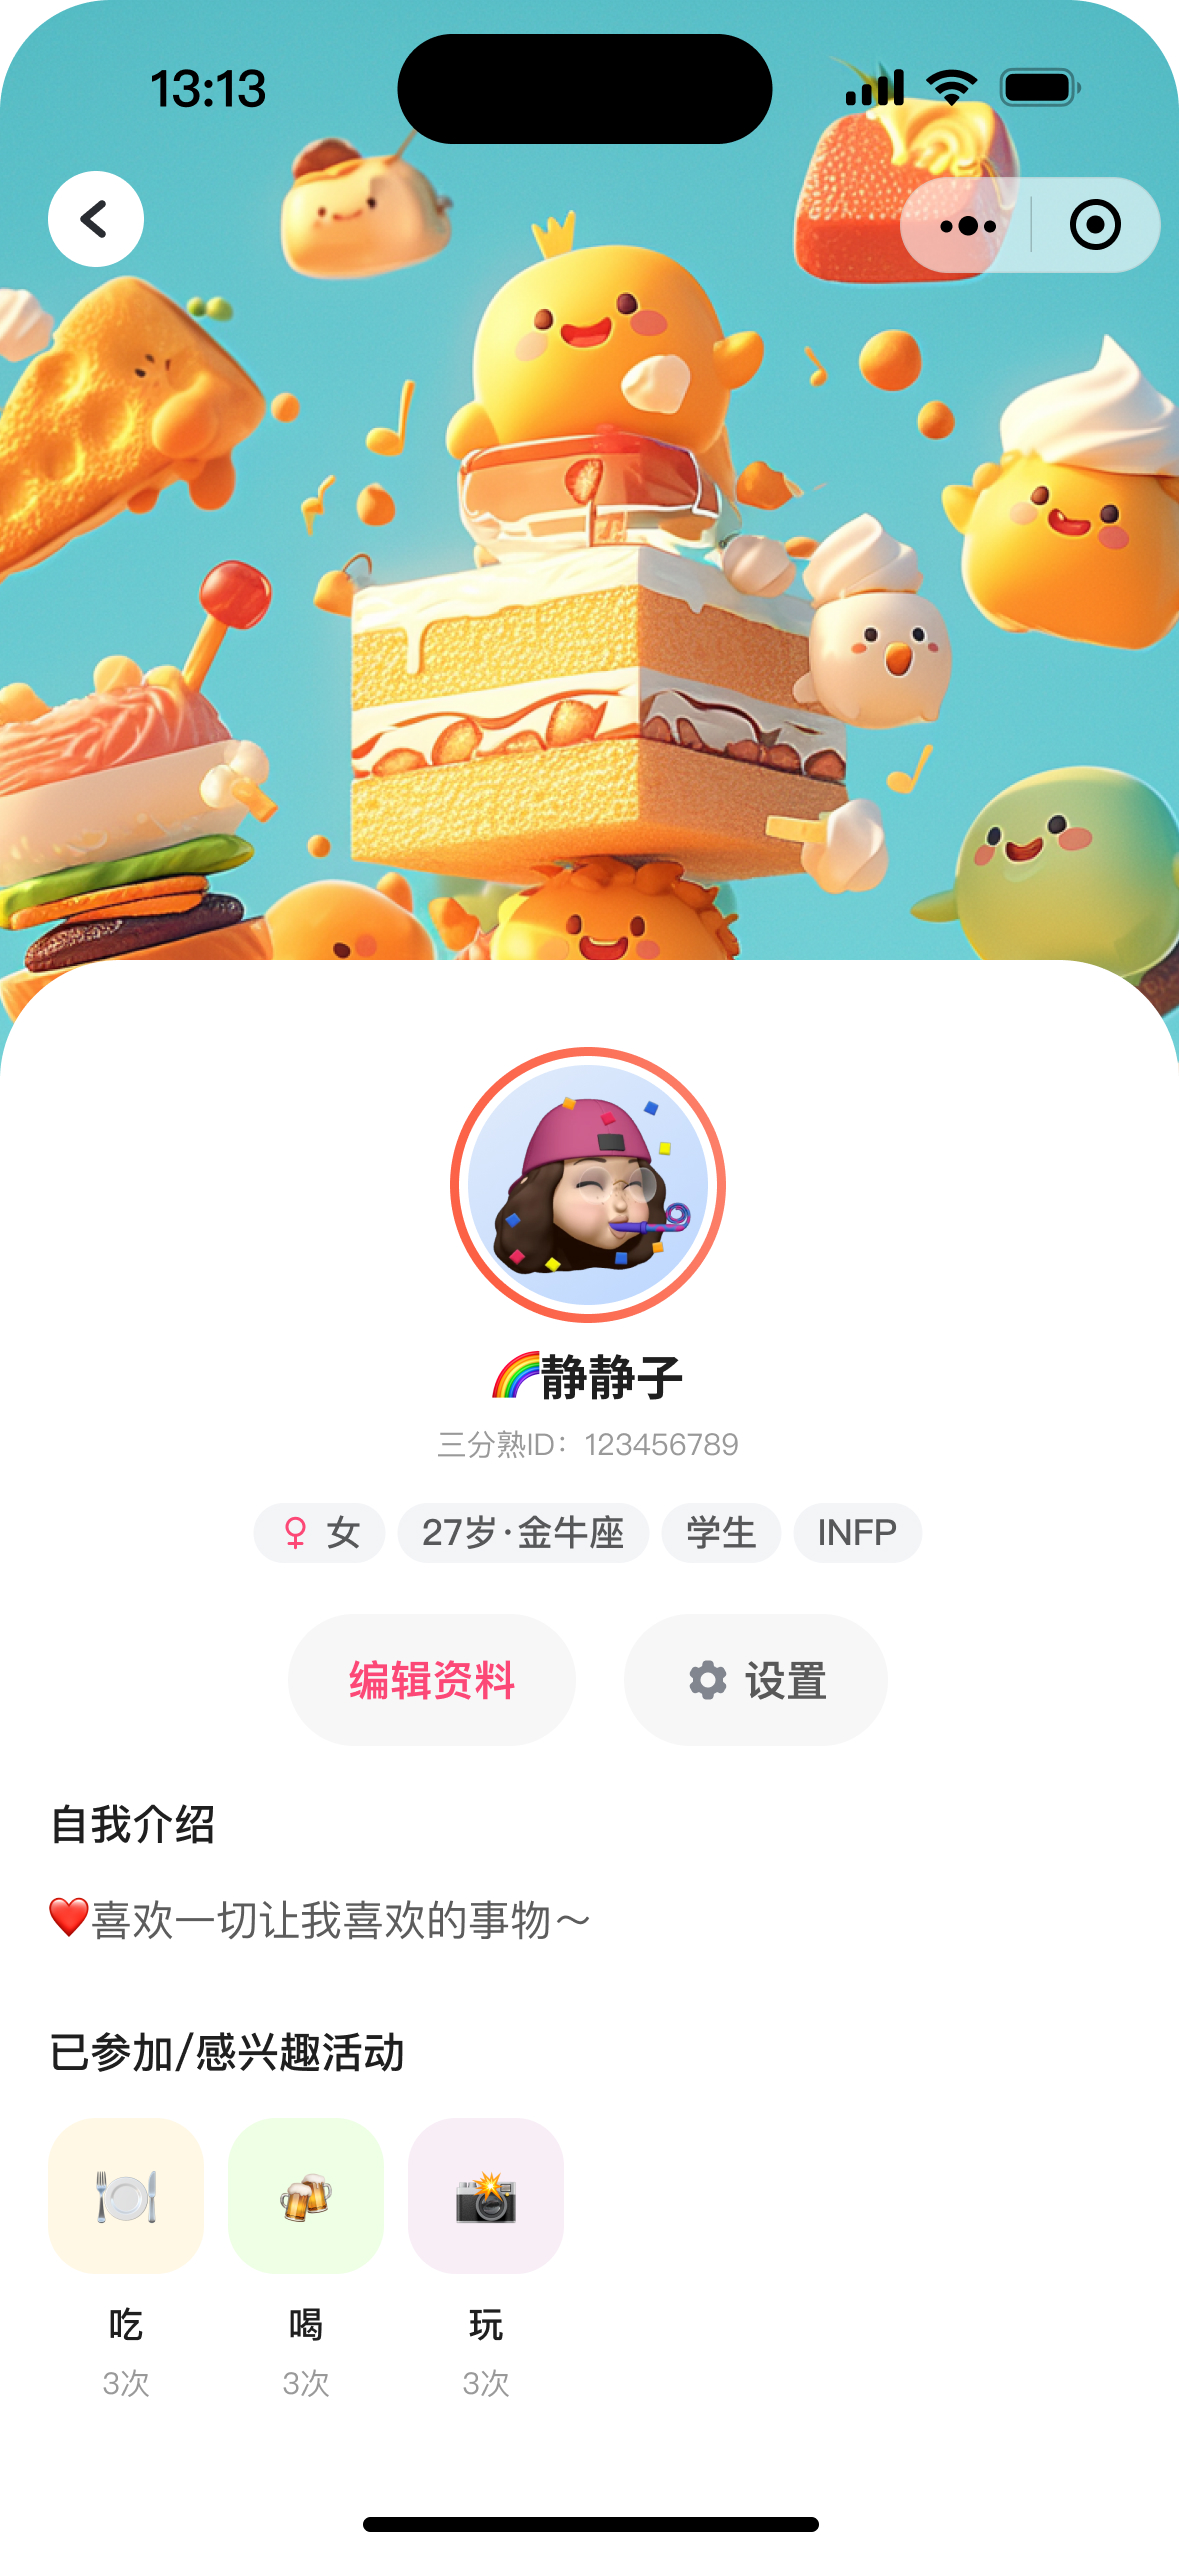 13:13
🌈静静子
三分熟ID：123456789
♀ 女 27岁·金牛座 学生 INFP
编辑资料 设置
自我介绍
❤️喜欢一切让我喜欢的事物～
已参加/感兴趣活动
吃 喝 玩
3次 3次 3次